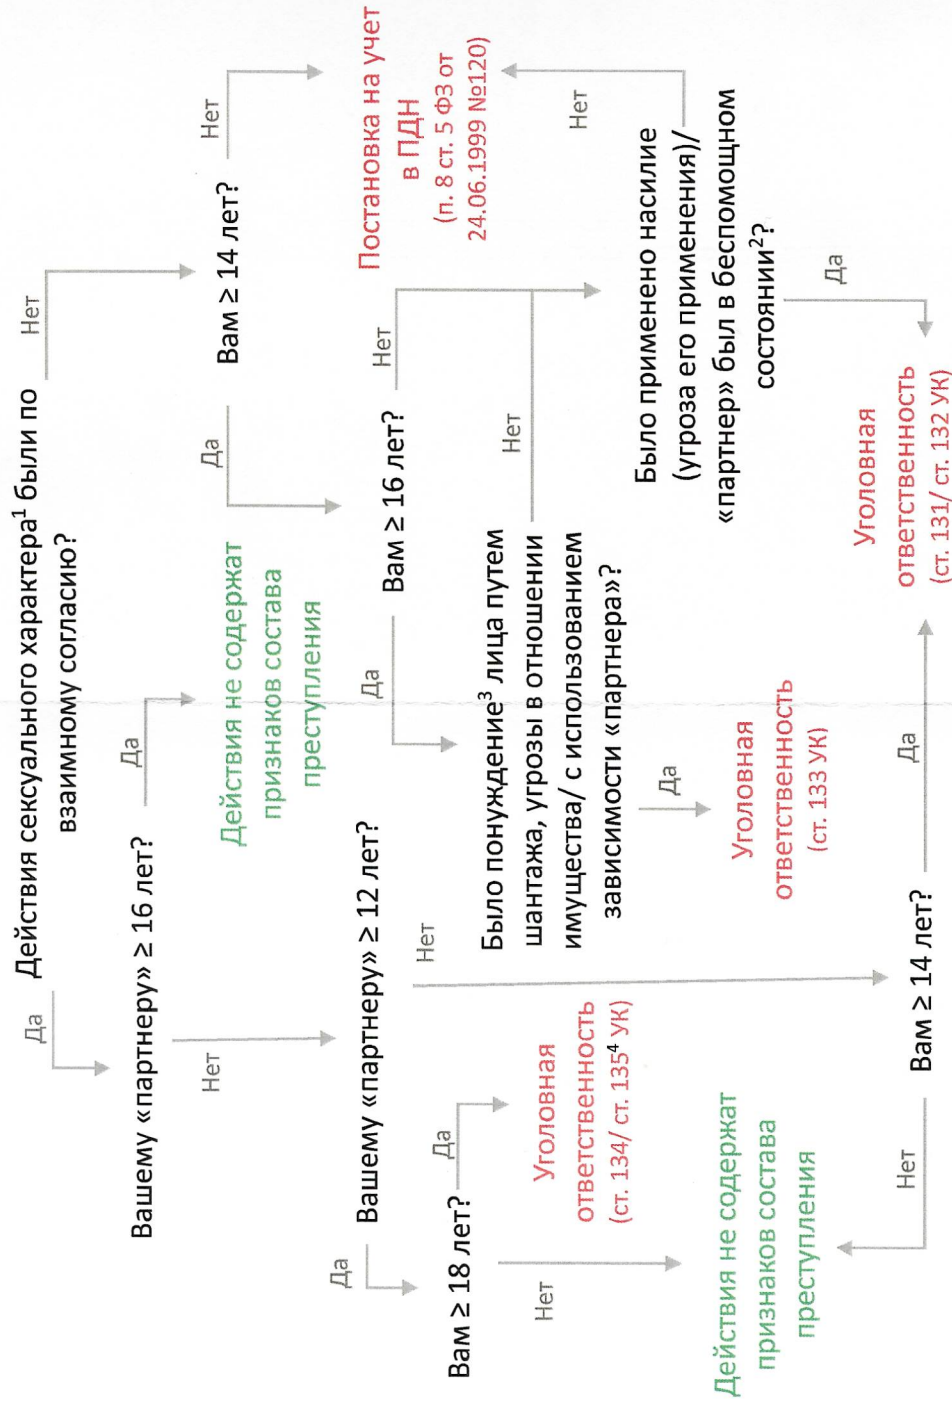 Действия сексуального характера¹ были по
взаимному согласию?
Да
Нет
Вашему «партнеру» ≥ 16 лет?
Да
Нет
Действия не содержат
признаков состава
преступления
Вам ≥ 14 лет?
Да
Нет
Постановка на учет
в ПДН
(п. 8 ст. 5 ФЗ от
24.06.1999 №120)
Вашему «партнеру» ≥ 12 лет?
Да
Нет
Вам ≥ 16 лет?
Да
Нет
Вам ≥ 18 лет?
Да
Нет
Уголовная
ответственность
(ст. 134/ ст. 135⁴ УК)
Было понуждение³ лица путем
шантажа, угрозы в отношении
имущества/ с использованием
зависимости «партнера»?
Нет
Да
Было применено насилие
(угроза его применения)/
«партнер» был в беспомощном
состоянии²?
Нет
Да
Действия не содержат
признаков состава
преступления
Уголовная
ответственность
(ст. 133 УК)
Уголовная
ответственность
(ст. 131/ ст. 132 УК)
Вам ≥ 14 лет?
Нет
Да